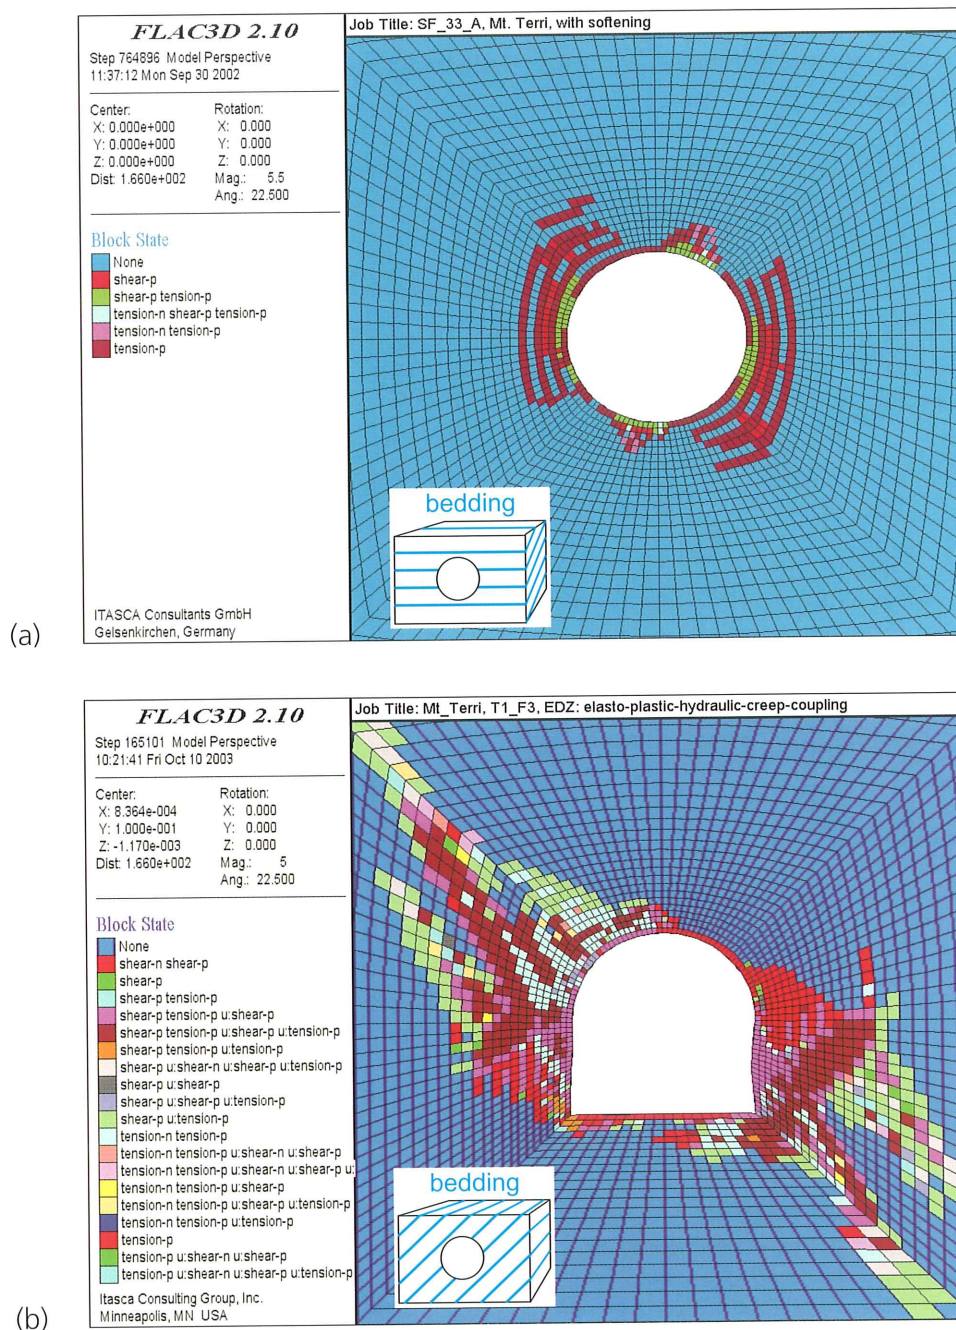 FLAC3D 2.10
Step 764896 Model Perspective
11:37:12 Mon Sep 30 2002
Center:
X: 0.000e+000
Y: 0.000e+000
Z: 0.000e+000
Dist: 1.660e+002
Rotation:
X: 0.000
Y: 0.000
Z: 0.000
Mag.: 5.5
Ang.: 22.500
Block State
None
shear-p
shear-p tension-p
tension-n shear-p tension-p
tension-n tension-p
tension-p
ITASCA Consultants GmbH
Gelsenkirchen, Germany
Job Title: SF_33_A, Mt. Terri, with softening
bedding
(a)
FLAC3D 2.10
Step 165101 Model Perspective
10:21:41 Fri Oct 10 2003
Center:
X: 8.364e-004
Y: 1.000e-001
Z: -1.170e-003
Dist: 1.660e+002
Rotation:
X: 0.000
Y: 0.000
Z: 0.000
Mag.: 5
Ang.: 22.500
Block State
None
shear-n shear-p
shear-p
shear-p tension-p
shear-p tension-p u:shear-p
shear-p tension-p u:shear-p u:tension-p
shear-p tension-p u:tension-p
shear-p u:shear-n u:shear-p u:tension-p
shear-p u:shear-p
shear-p u:shear-p u:tension-p
shear-p u:tension-p
tension-n tension-p
tension-n tension-p u:shear-n u:shear-p
tension-n tension-p u:shear-n u:shear-p u:
tension-n tension-p u:shear-p
tension-n tension-p u:shear-p u:tension-p
tension-n tension-p u:tension-p
tension-p
tension-p u:shear-n u:shear-p
tension-p u:shear-n u:shear-p u:tension-p
Itasca Consulting Group, Inc.
Minneapolis, MN USA
Job Title: Mt_Terri, T1_F3, EDZ: elasto-plastic-hydraulic-creep-coupling
bedding
(b)